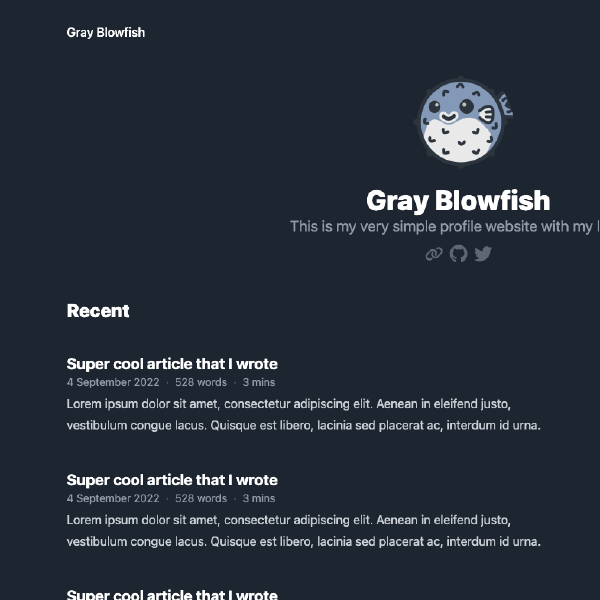 Gray Blowfish
Gray Blowfish
This is my very simple profile website with my
Recent
Super cool article that I wrote
4 September 2022 · 528 words · 3 mins
Lorem ipsum dolor sit amet, consectetur adipiscing elit. Aenean in eleifend justo,
vestibulum congue lacus. Quisque est libero, lacinia sed placerat ac, interdum id urna.
Super cool article that I wrote
4 September 2022 · 528 words · 3 mins
Lorem ipsum dolor sit amet, consectetur adipiscing elit. Aenean in eleifend justo,
vestibulum congue lacus. Quisque est libero, lacinia sed placerat ac, interdum id urna.
Super cool article that I wrote